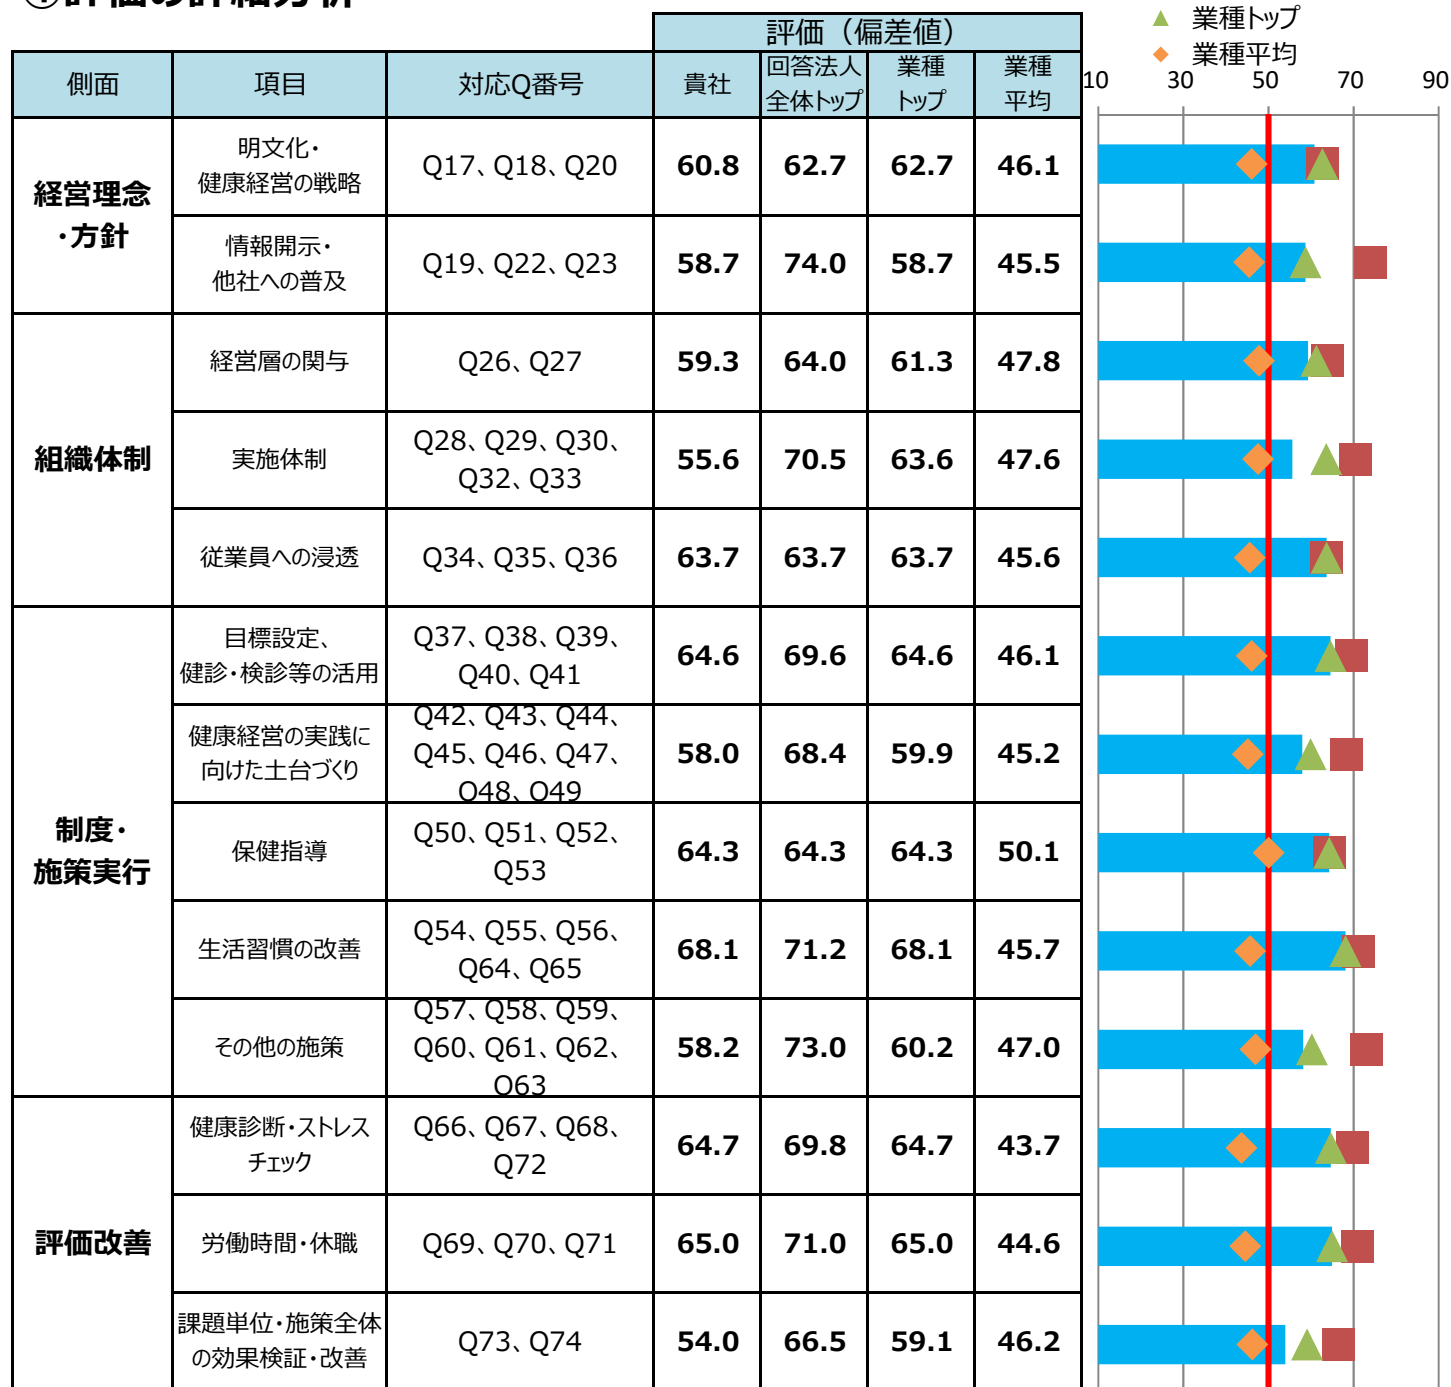 ①評価の詳細分析
▲ 業種トップ
◆ 業種平均
評価（偏差値）
側面 項目 対応Q番号 貴社 回答法人 業種 業種
全体トップ トップ 平均
10 30 50 70 90
経営理念
・方針
明文化・
健康経営の戦略
Q17、Q18、Q20 60.8 62.7 62.7 46.1
情報開示・
他社への普及
Q19、Q22、Q23 58.7 74.0 58.7 45.5
組織体制
経営層の関与 Q26、Q27 59.3 64.0 61.3 47.8
実施体制
Q28、Q29、Q30、
Q32、Q33
55.6 70.5 63.6 47.6
従業員への浸透 Q34、Q35、Q36 63.7 63.7 63.7 45.6
制度・
施策実行
目標設定、
健診・検診等の活用
Q37、Q38、Q39、
Q40、Q41
64.6 69.6 64.6 46.1
健康経営の実践に
向けた土台づくり
Q42、Q43、Q44、
Q45、Q46、Q47、
Q48、Q49
58.0 68.4 59.9 45.2
保健指導
Q50、Q51、Q52、
Q53
64.3 64.3 64.3 50.1
生活習慣の改善
Q54、Q55、Q56、
Q64、Q65
68.1 71.2 68.1 45.7
その他の施策
Q57、Q58、Q59、
Q60、Q61、Q62、
Q63
58.2 73.0 60.2 47.0
評価改善
健康診断・ストレス
チェック
Q66、Q67、Q68、
Q72
64.7 69.8 64.7 43.7
労働時間・休職 Q69、Q70、Q71 65.0 71.0 65.0 44.6
課題単位・施策全体
の効果検証・改善
Q73、Q74 54.0 66.5 59.1 46.2